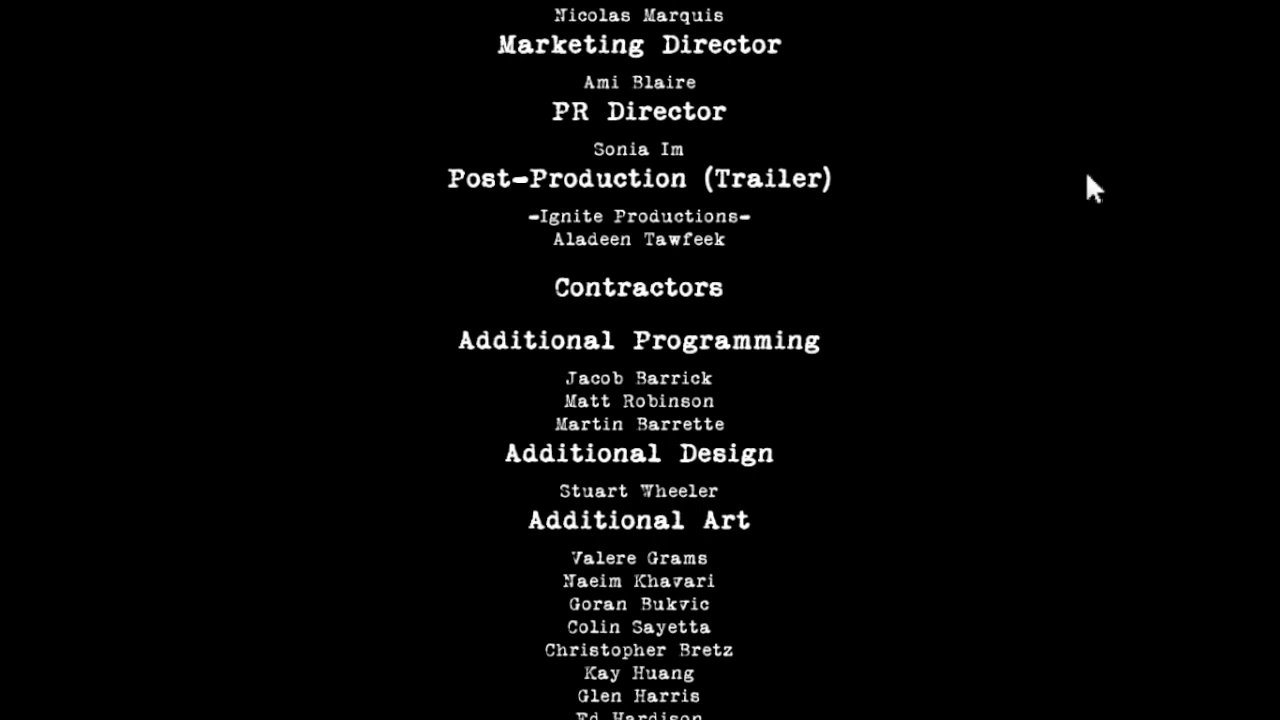 Nicolas Marquis
Marketing Director
Ami Blaire
PR Director
Sonia Im
Post-Production (Trailer)
-Ignite Productions-
Aladeen Tawfeek
Contractors
Additional Programming
Jacob Barrick
Matt Robinson
Martin Barrette
Additional Design
Stuart Wheeler
Additional Art
Valere Grams
Naeim Khavari
Goran Bukvic
Colin Sayetta
Christopher Bretz
Kay Huang
Glen Harris
Ed Hardison